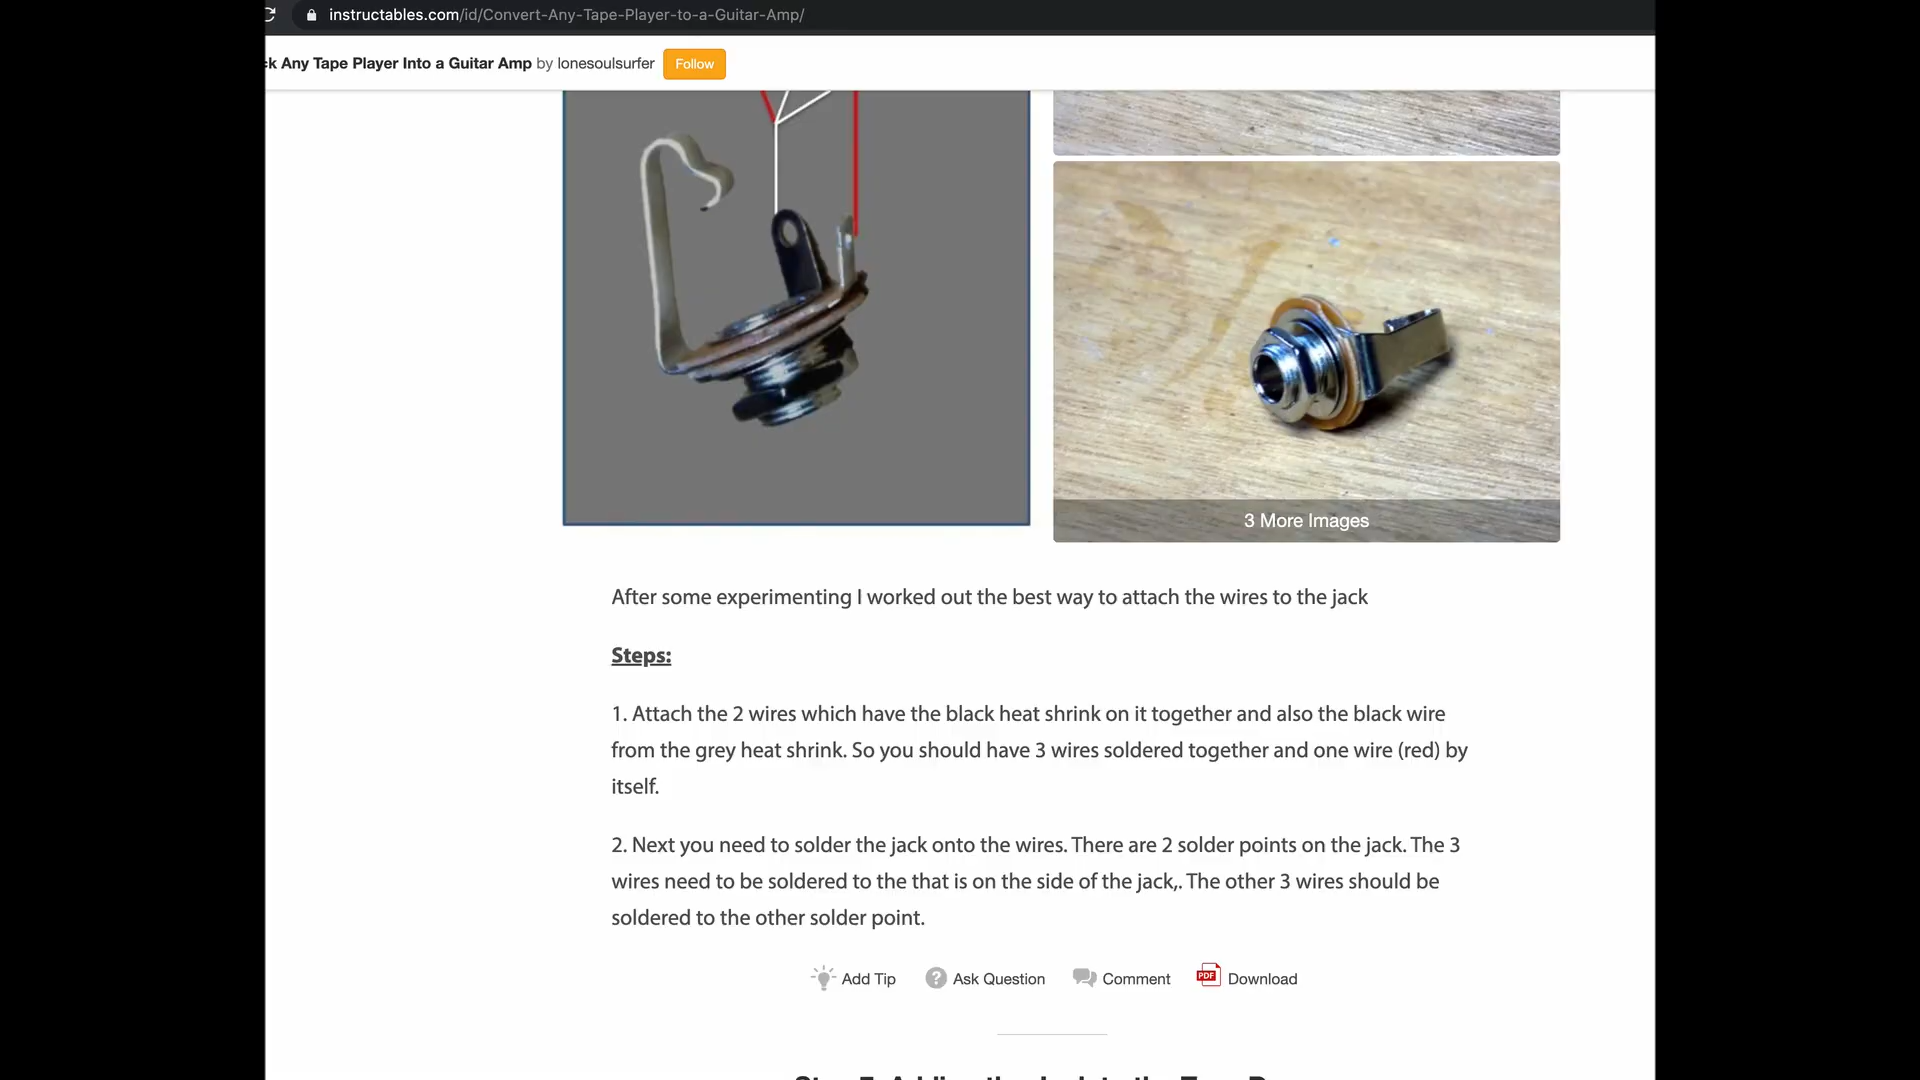 instructables.com/id/Convert-Any-Tape-Player-to-a-Guitar-Amp/
Any Tape Player Into a Guitar Amp by lonesoulsurfer Follow
3 More Images
After some experimenting I worked out the best way to attach the wires to the jack
Steps:
1. Attach the 2 wires which have the black heat shrink on it together and also the black wire
from the grey heat shrink. So you should have 3 wires soldered together and one wire (red) by
itself.
2. Next you need to solder the jack onto the wires. There are 2 solder points on the jack. The 3
wires need to be soldered to the that is on the side of the jack,. The other 3 wires should be
soldered to the other solder point.
Add Tip
Ask Question
Comment
PDF Download